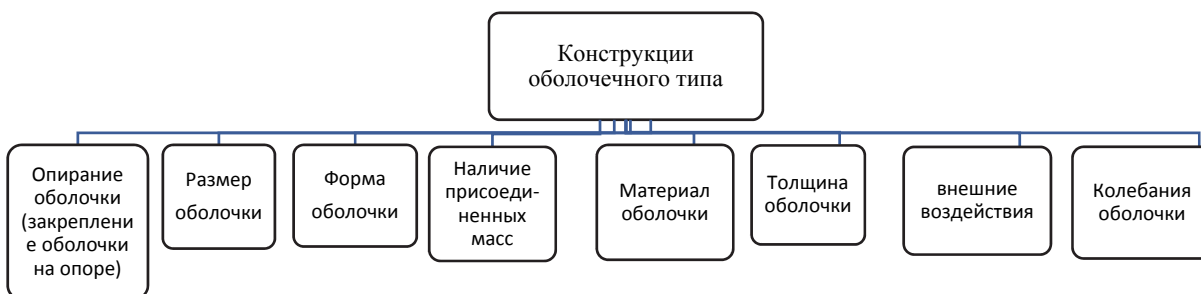 Конструкции
оболочечного типа
Опирание
оболочки
(закреплени
е оболочки
на опоре)
Размер
оболочки
Форма
оболочки
Наличие
присоеди-
ненных
масс
Материал
оболочки
Толщина
оболочки
внешние
воздействия
Колебания
оболочки